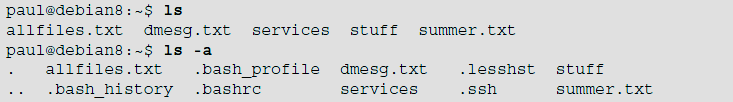 paul@debian8:~$ ls
allfiles.txt  dmesg.txt  services  stuff  summer.txt
paul@debian8:~$ ls -a
.   allfiles.txt   .bash_profile  dmesg.txt   .lesshst  stuff
..  .bash_history  .bashrc        services    .ssh      summer.txt